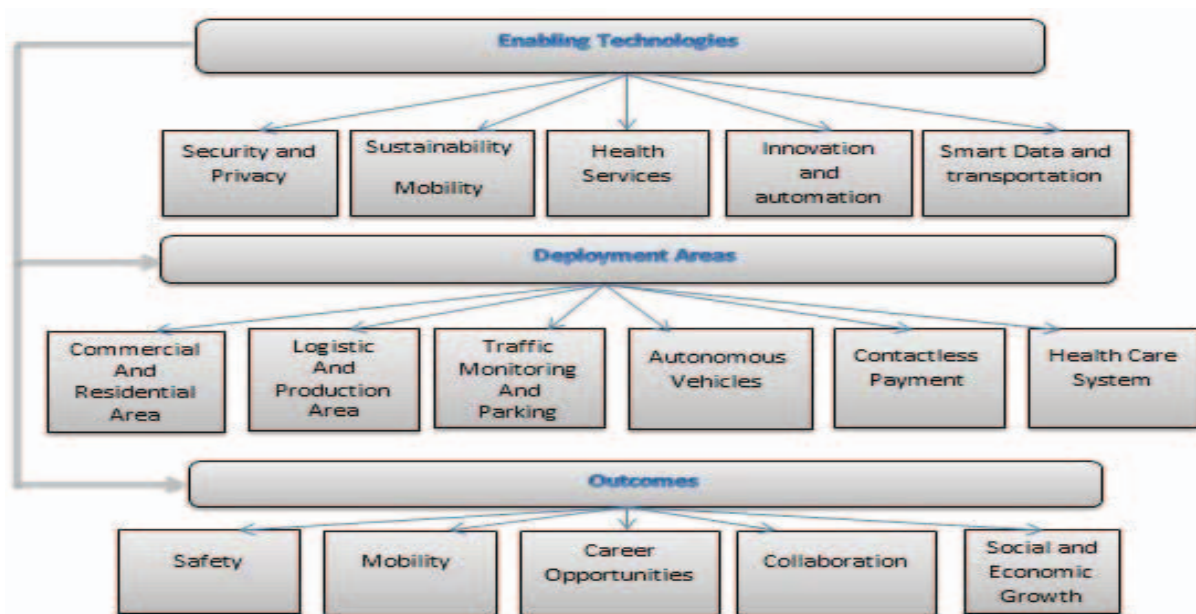 Enabling Technologies
Security and
Privacy
Sustainability
Mobility
Health
Services
Innovation
and
automation
Smart Data and
transportation
Deployment Areas
Commercial
And
Residential
Area
Logistic
And
Production
Area
Traffic
Monitoring
And
Parking
Autonomous
Vehicles
Contactless
Payment
Health Care
System
Outcomes
Safety
Mobility
Career
Opportunities
Collaboration
Social and
Economic
Growth